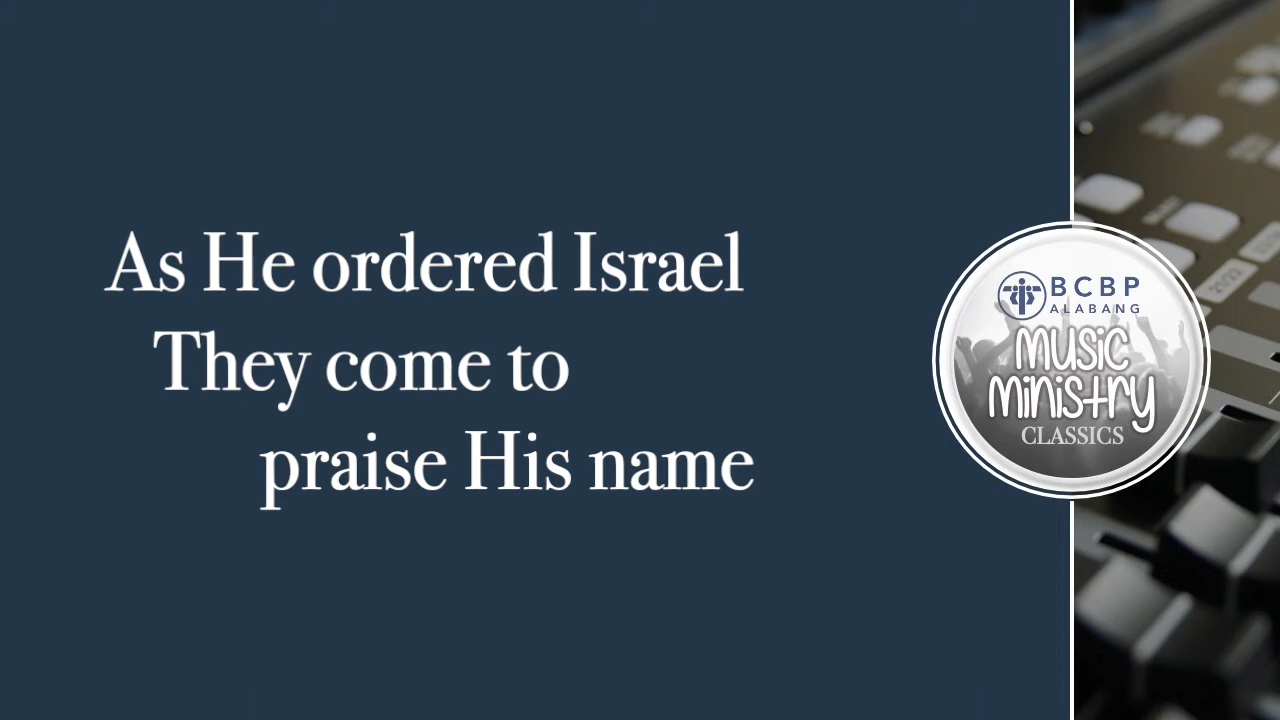 As He ordered Israel
They come to
praise His name
BCBP
ALABANG
music
ministry
CLASSICS